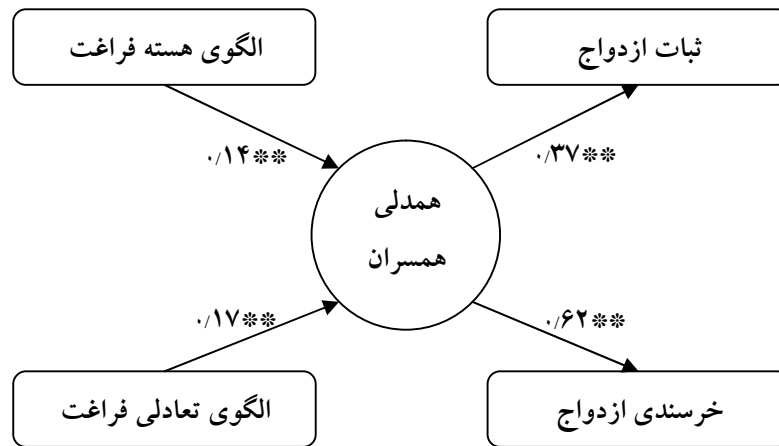 ثبات ازدواج
الگوی هسته فراغت
۰/۳۷**
۰/۱۴**
همدلی
همسران
۰/۶۲**
۰/۱۷**
خرسندی ازدواج
الگوی تعادلی فراغت